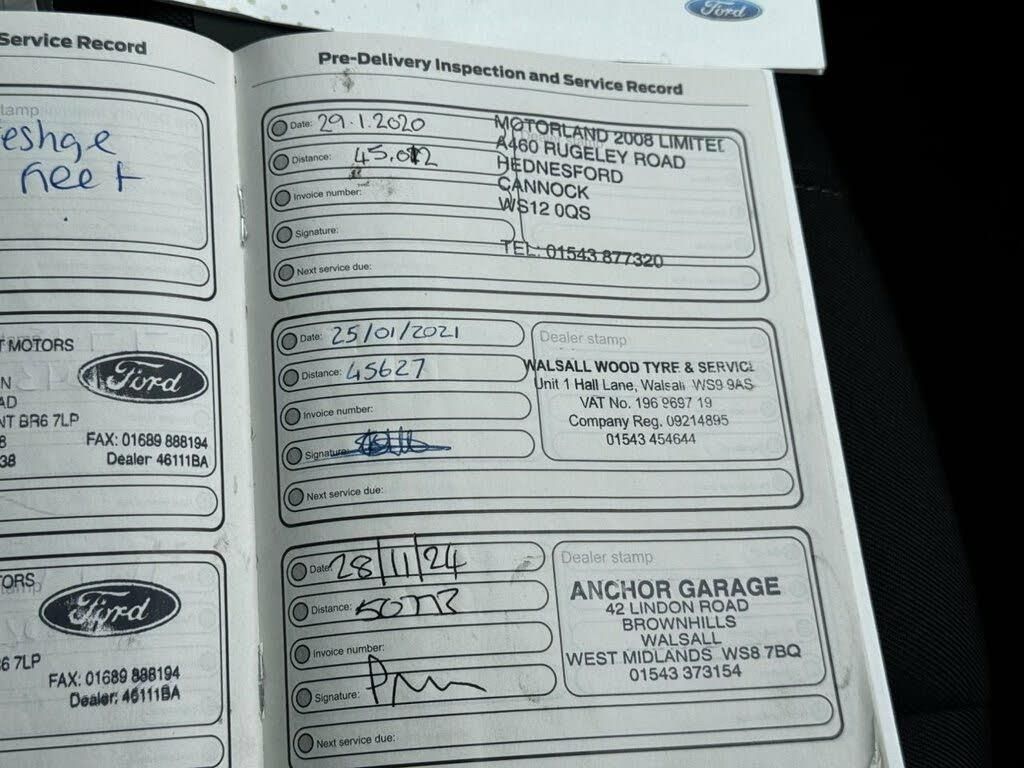 Ford
Service Record
tamp
eshge
neet
T MOTORS
Ford
NT BR6 7LP
FAX: 01689 888194
38
Dealer 46111BA
TORS
Ford
6 7LP
FAX: 01689 888194
Dealer: 46111BA
Pre-Delivery Inspection and Service Record
Date: 29.1.2020
Distance:
Invoice number:
Signature:
Next service due:
MOTORLAND 2008 LIMITED
A460 RUGELEY ROAD
HEDNESFORD
CANNOCK
WS12 0QS
TEL: 01543 877320
Date: 25/01/2021
Distance: 45627
Invoice number:
Signature:
Next service due:
Dealer stamp
WALSALL WOOD TYRE & SERVICE
Unit 1 Hall Lane, Walsall WS9 9AS
VAT No. 196 9697 19
Company Reg. 09214895
01543 454644
Date: 28/11/24
Distance:
Invoice number:
Signature:
Next service due:
Dealer stamp
ANCHOR GARAGE
42 LINDON ROAD
BROWNHILLS
WALSALL
WEST MIDLANDS WS8 7BQ
01543 373154